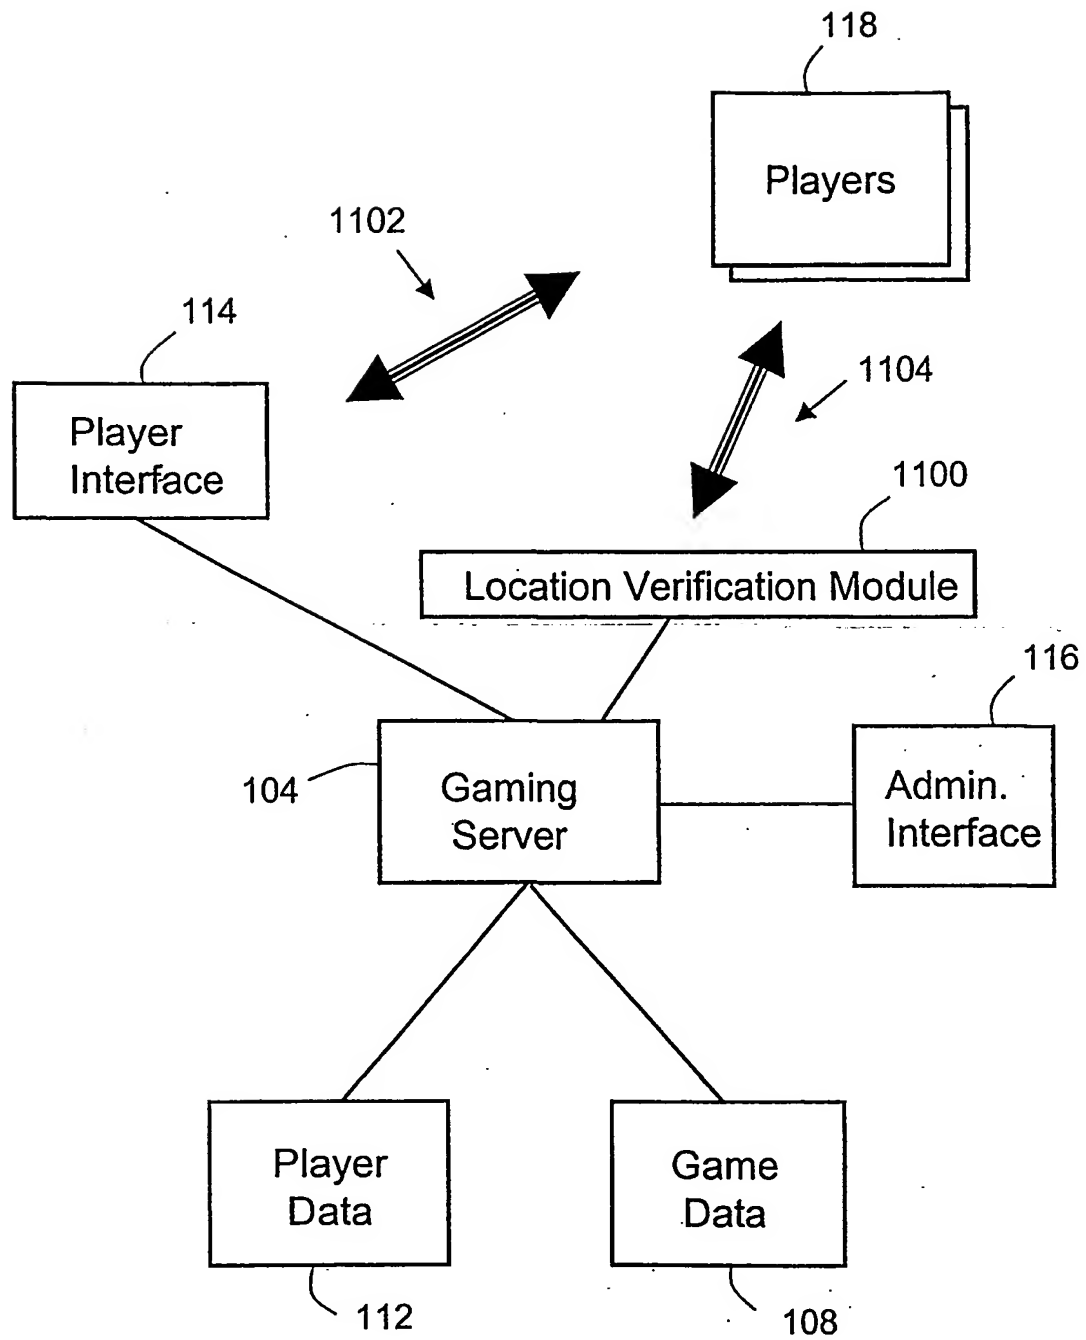 118
Players
1102
114
1104
Player
Interface
1100
Location Verification Module
116
104
Gaming
Server
Admin.
Interface
Player
Data
Game
Data
112
108